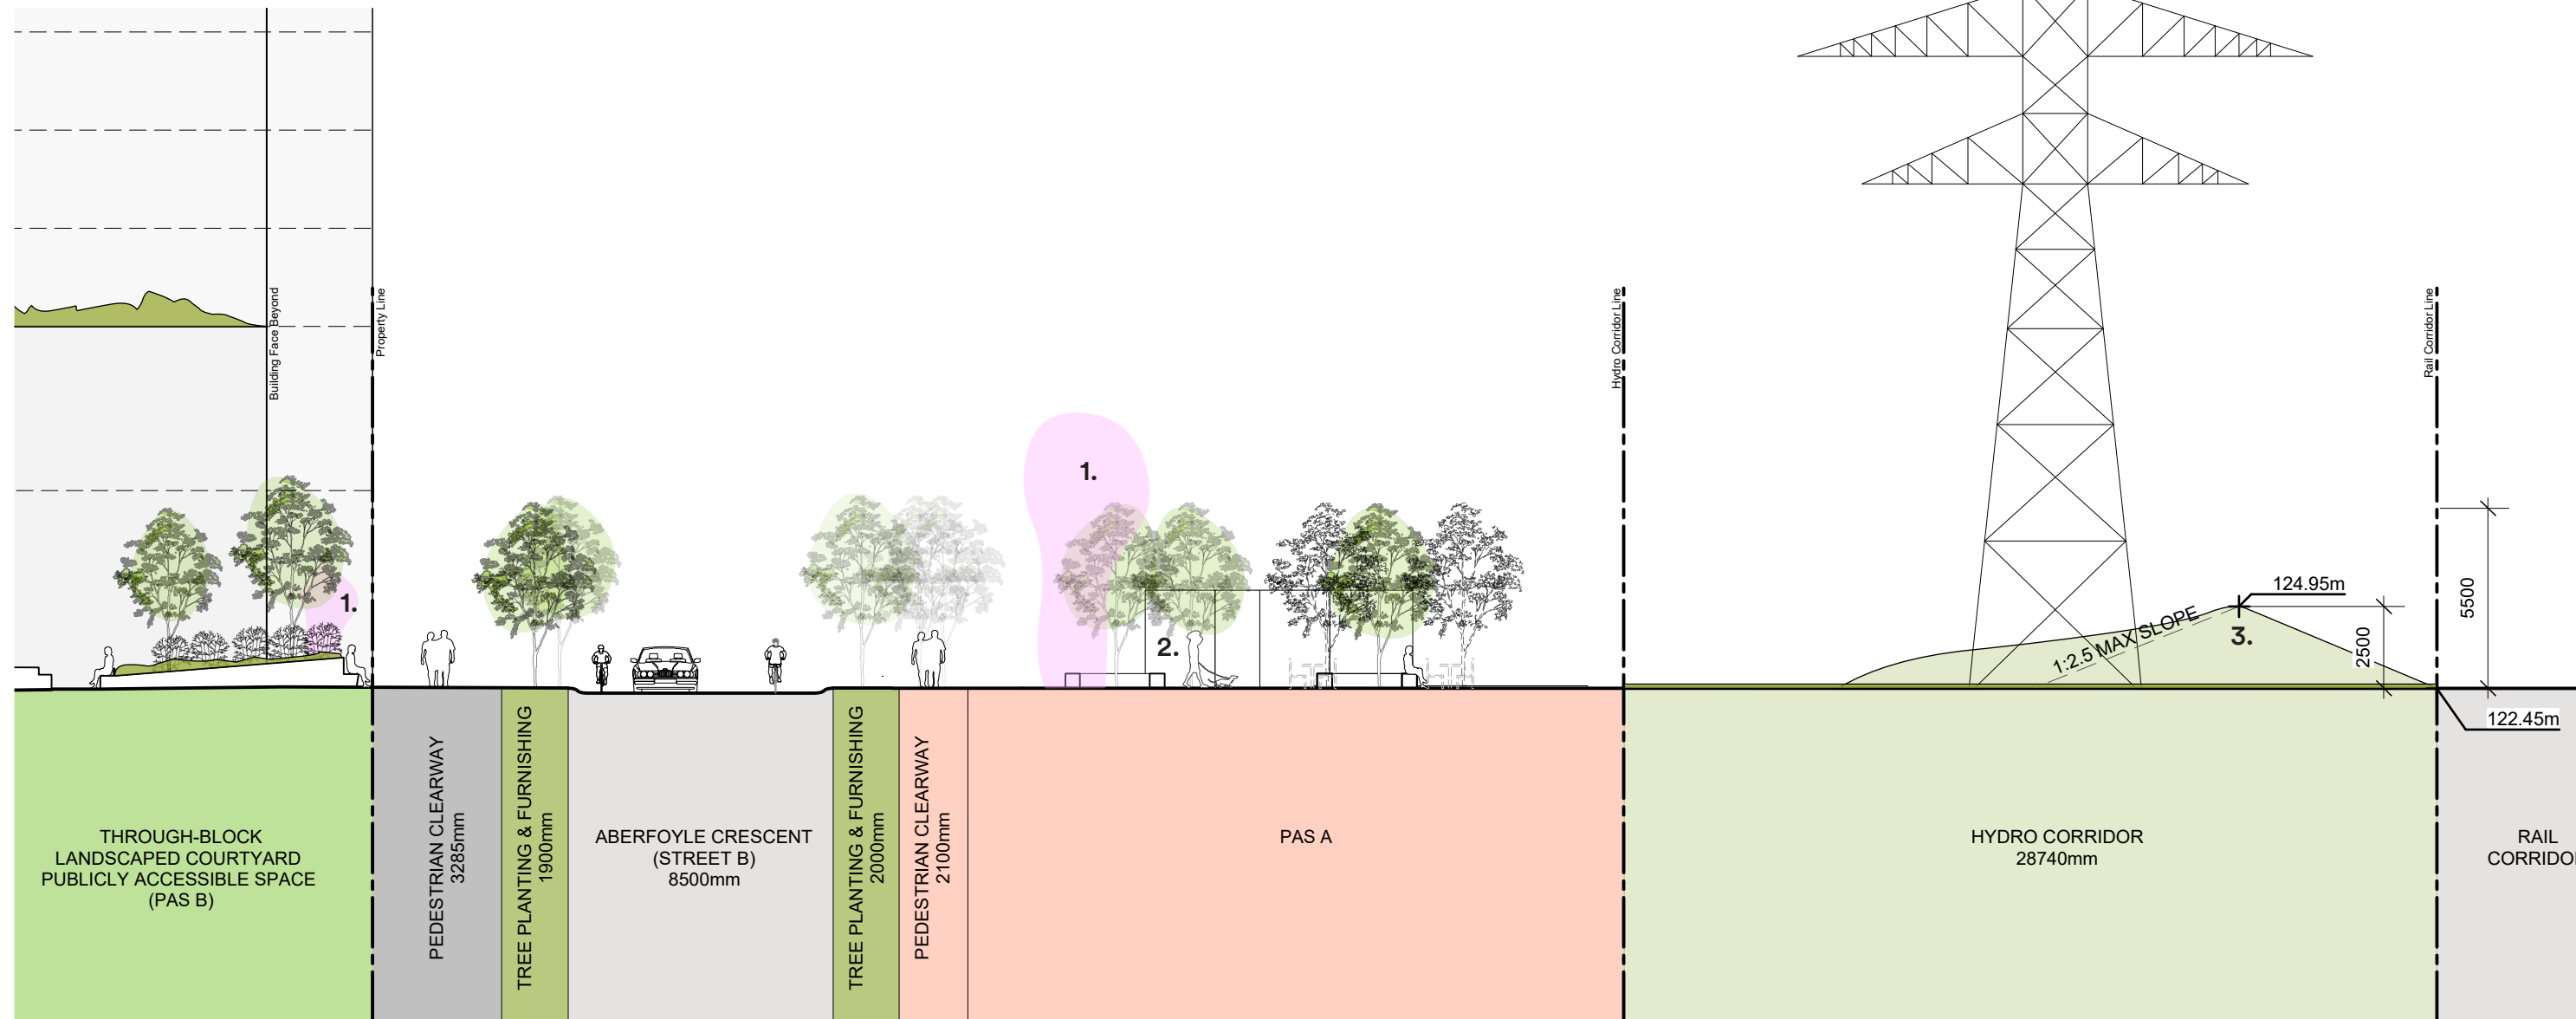 Building Face Beyond
Property Line
Hydro Corridor Line
Rail Corridor Line
1.
1.
2.
3.
1:2.5 MAX SLOPE
124.95m
2500
5500
122.45m
THROUGH-BLOCK
LANDSCAPED COURTYARD
PUBLICLY ACCESSIBLE SPACE
(PAS B)
PEDESTRIAN CLEARWAY
3285mm
TREE PLANTING & FURNISHING
1900mm
ABERFOYLE CRESCENT
(STREET B)
8500mm
TREE PLANTING & FURNISHING
2000mm
PEDESTRIAN CLEARWAY
2100mm
PAS A
HYDRO CORRIDOR
28740mm
RAIL
CORRIDO